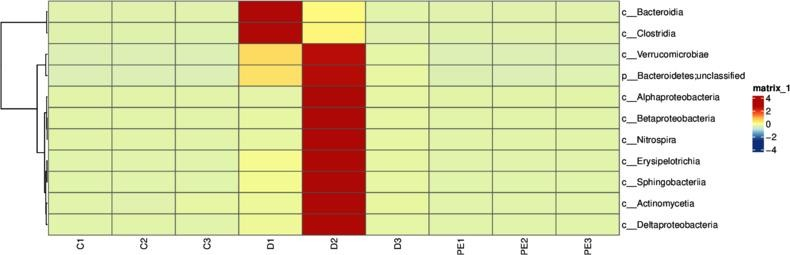 c__Bacteroidia
c__Clostridia
c__Verrucomicrobiae
p__Bacteroidetes;unclassified
c__Alphaproteobacteria
c__Betaproteobacteria
c__Nitrospira
c__Erysipelotrichia
c__Sphingobacteriia
c__Actinomycetia
c__Deltaproteobacteria
matrix_1
4
2
0
−2
−4
C1
C2
C3
D1
D2
D3
PE1
PE2
PE3